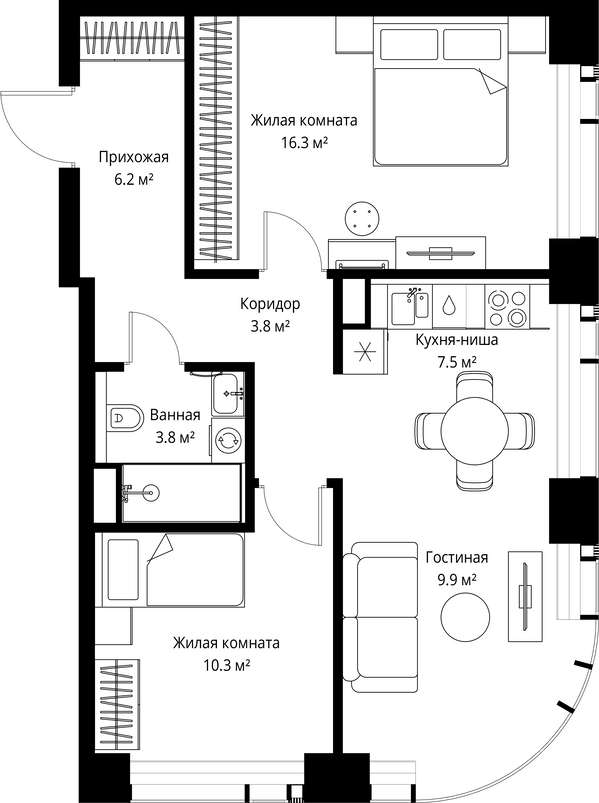 Жилая комната
16.3 м²
Прихожая
6.2 м²
Коридор
3.8 м²
Кухня-ниша
7.5 м²
Ванная
3.8 м²
Гостиная
9.9 м²
Жилая комната
10.3 м²